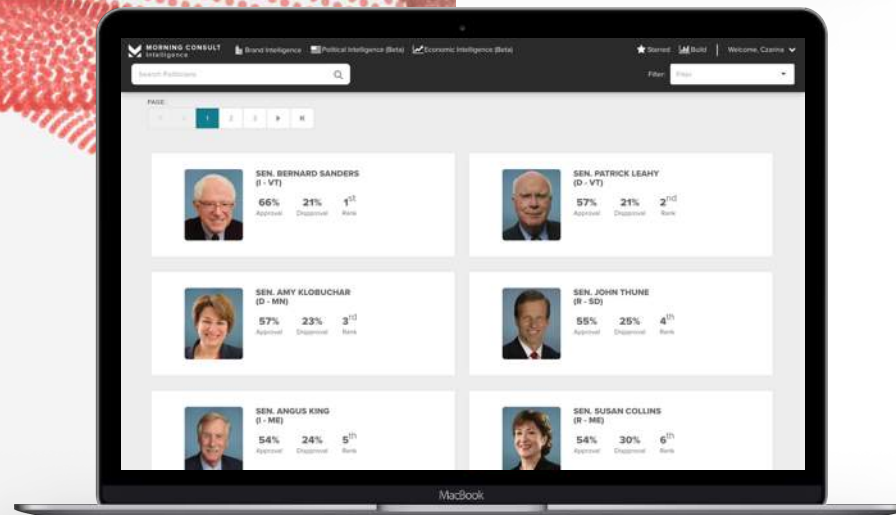 MORNING CONSULT
Intelligence
Brand Intelligence
Political Intelligence (Beta)
Economic Intelligence (Beta)
Starred
Build
Welcome, Czarina
Search Politicians
Filter:
PAGE:
1
2
3
SEN. BERNARD SANDERS
(I - VT)
66% 21% 1st
Approval Disapproval Rank
SEN. PATRICK LEAHY
(D - VT)
57% 21% 2nd
Approval Disapproval Rank
SEN. AMY KLOBUCHAR
(D - MN)
57% 23% 3rd
Approval Disapproval Rank
SEN. JOHN THUNE
(R - SD)
55% 25% 4th
Approval Disapproval Rank
SEN. ANGUS KING
(I - ME)
54% 24% 5th
Approval Disapproval Rank
SEN. SUSAN COLLINS
(R - ME)
54% 30% 6th
Approval Disapproval Rank
MacBook